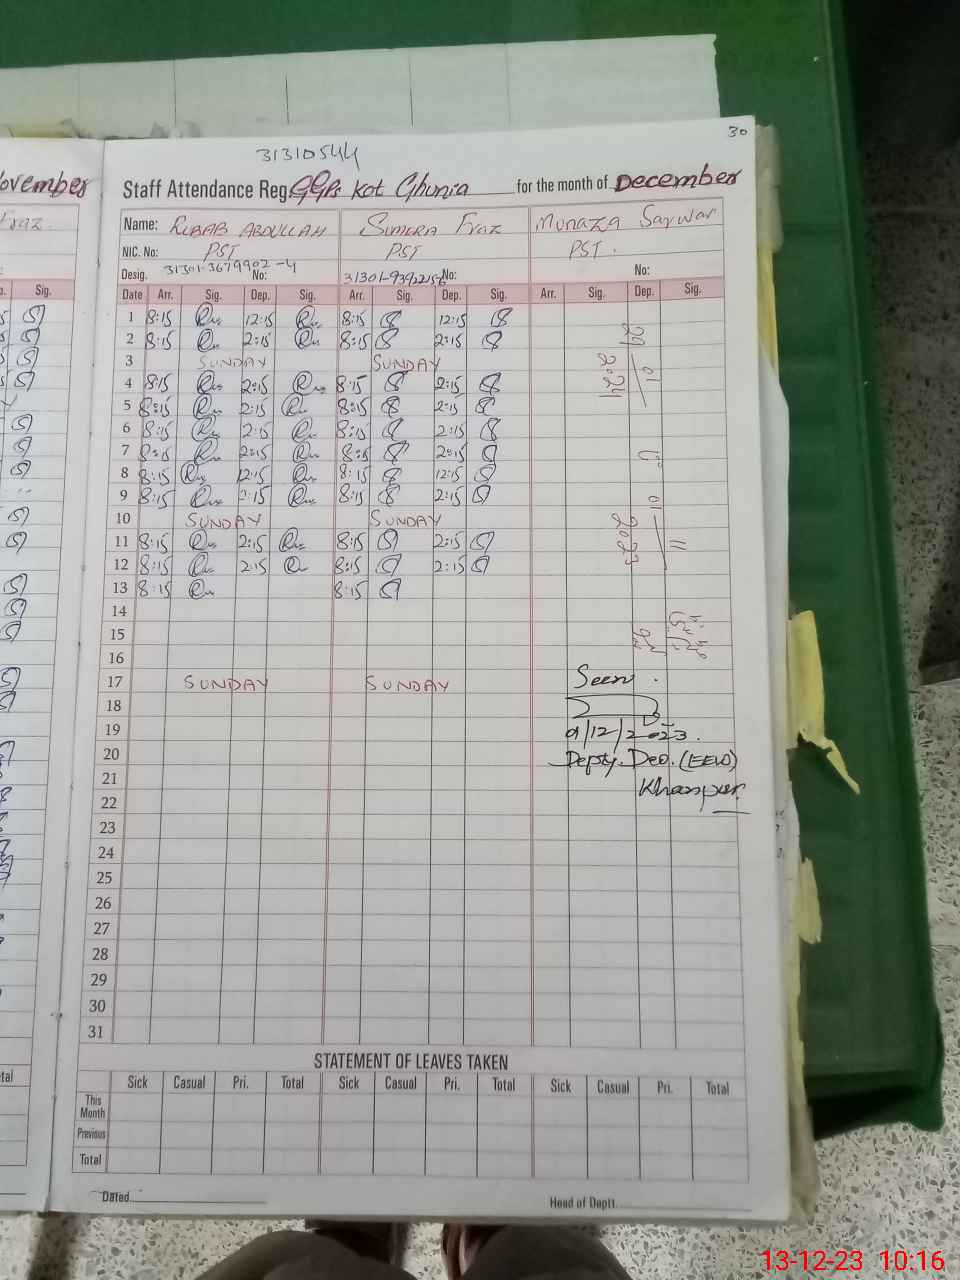 30
31310544
November
Staff Attendance Reg. GGPS Kot Ghunia for the month of December
Name: RUBAB ABDULLAH SUMERA Fraz Monaza Sarwar
NIC. No: PST PST PST.
Desig. 31301-3679902-4 No: No: No:
Date Arr. Sig. Dep. Sig. Arr. Sig. Dep. Sig. Arr. Sig. Dep. Sig.
1 8:15 12:15 8:15 12:15
2 8:15 2:15 8:15 2:15
3 SUNDAY SUNDAY
4 8:15 2:15 8:15 2:15
5 8:15 2:15 8:15 2:15
6 8:15 2:15 8:15 2:15
7 8:15 2:15 8:15 2:15
8 8:15 12:15 8:15 12:15
9 8:15 2:15 8:15 2:15
10 SUNDAY SUNDAY
11 8:15 2:15 8:15 2:15
12 8:15 2:15 8:15 2:15
13 8:15 8:15
14
15
16
17 SUNDAY SUNDAY
18
19
20
21
22
23
24
25
26
27
28
29
30
31
29 01 2024
01 11 2023
Seen
9/12/2023.
Depty. Deo. (EEW)
Khanpur.
STATEMENT OF LEAVES TAKEN
Sick Casual Pri. Total Sick Casual Pri. Total Sick Casual Pri. Total
This Month
Previous
Total
Dated
Head of Deptt.
13-12-23 10:16